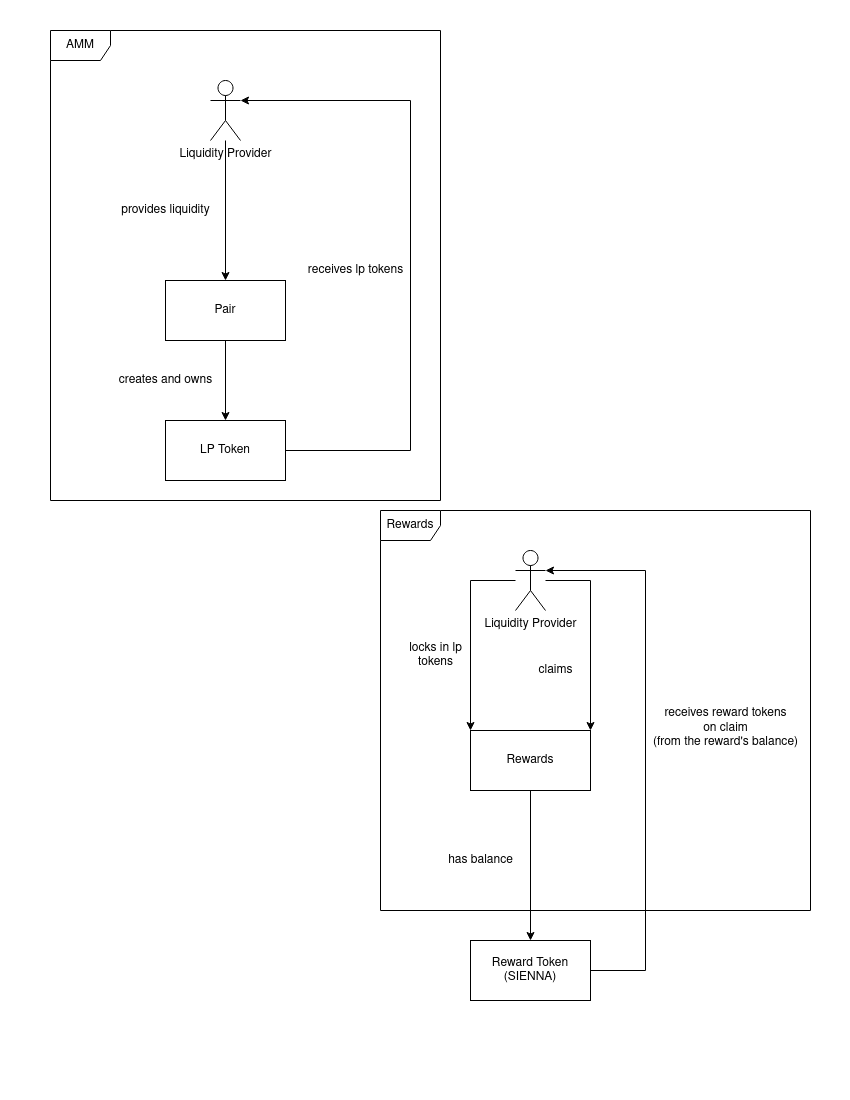 AMM
Liquidity Provider
provides liquidity
receives lp tokens
Pair
creates and owns
LP Token
Rewards
Liquidity Provider
locks in lp
tokens
claims
receives reward tokens
on claim
(from the reward's balance)
Rewards
has balance
Reward Token
(SIENNA)